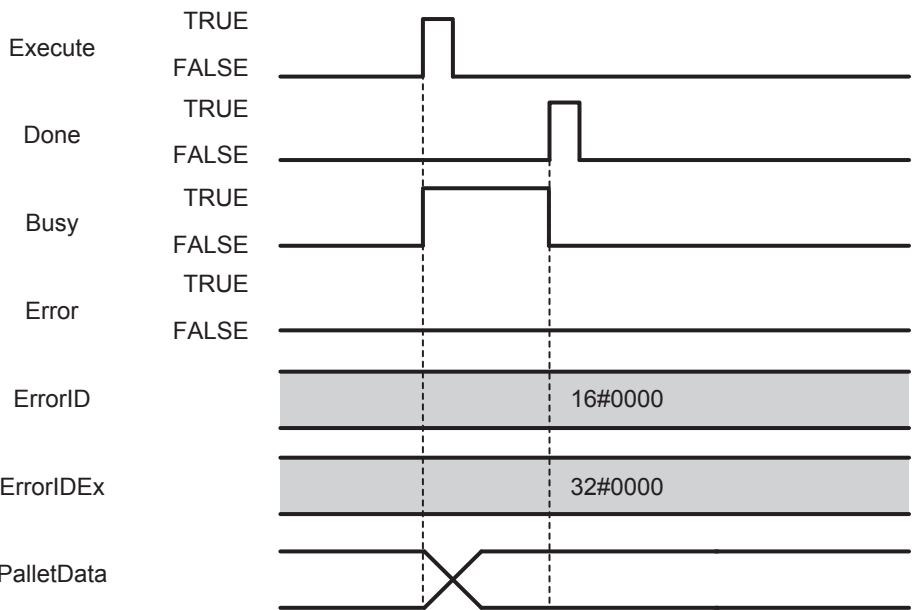 TRUE
Execute
FALSE
TRUE
Done
FALSE
TRUE
Busy
FALSE
TRUE
Error
FALSE
ErrorID 16#0000
ErrorIDEx 32#0000
PalletData